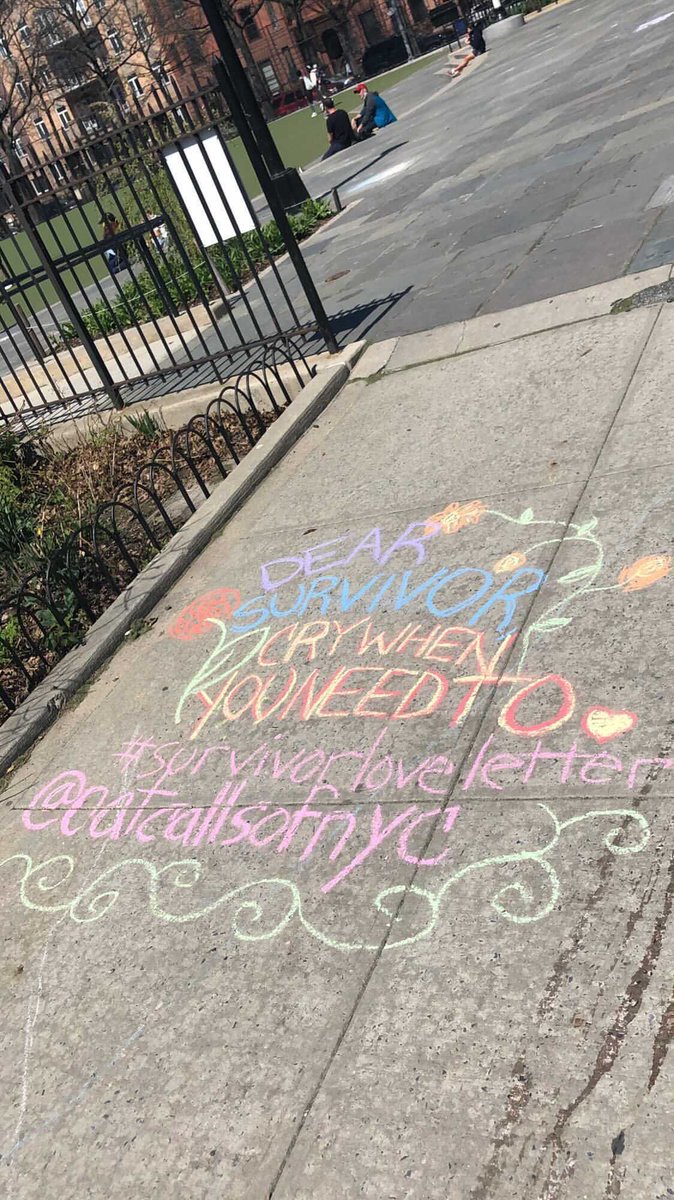 DEAR
SURVIVOR
CRY WHEN
YOU NEED TO
#survivorloveletter
@catcallsofnyc